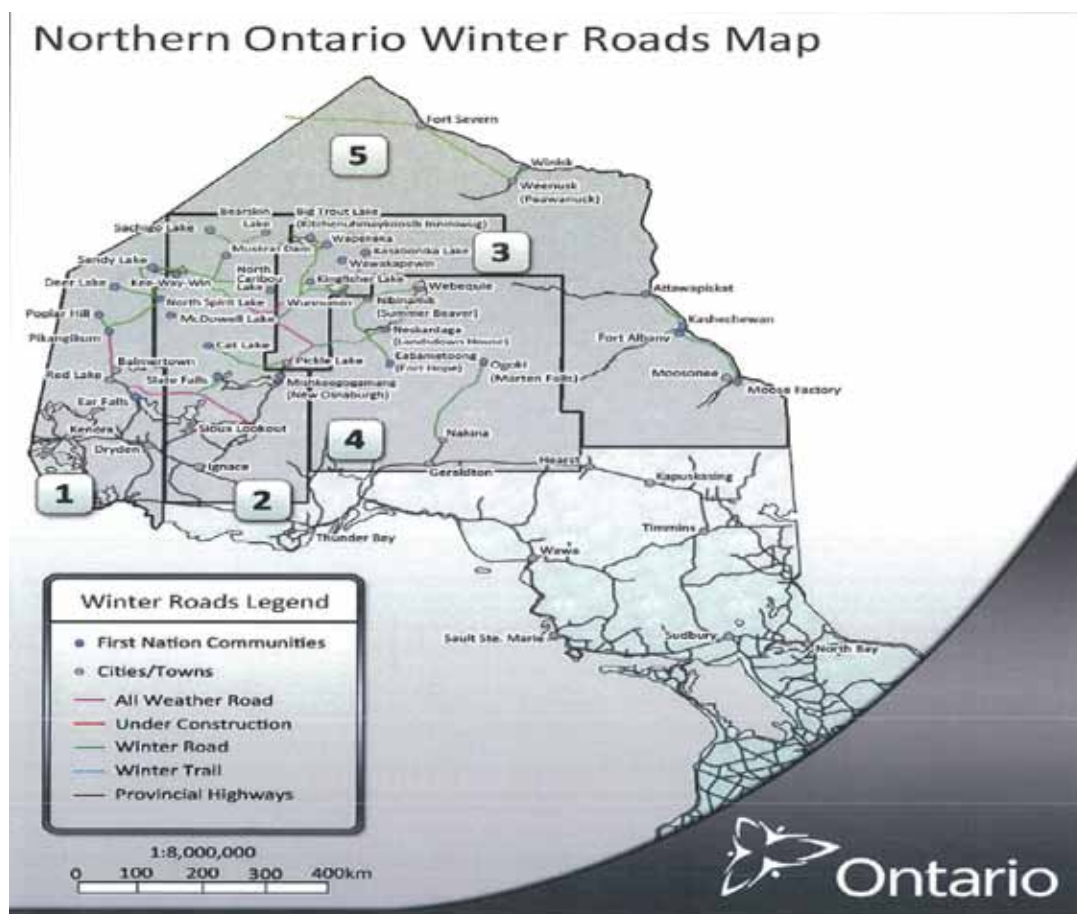 Northern Ontario Winter Roads Map
Fort Severn
5
Winisk
Weenusk
(Peawanuck)
Bearskin
Lake
Big Trout Lake
(Kitchenuhmaykoosib Inninuwug)
Sachigo Lake
Wapekeka
3
Muskrat Dam
Kasabonika Lake
Wawakapewin
Sandy Lake
North
Caribou
Lake
Kee-Way-Win
Kingfisher Lake
Deer Lake
Webequie
Attawapiskat
North Spirit Lake
Wunnumin
Nibinamik
(Summer Beaver)
Poplar Hill
McDowell Lake
Kashechewan
Neskantaga
(Landsdown House)
Fort Albany
Pikangikum
Cat Lake
Eabametoong
(Fort Hope)
Pickle Lake
Ogoki
(Marten Falls)
Balmertown
Moosonee
Red Lake
Slate Falls
Mishkeegogamang
(New Osnaburgh)
Moose Factory
Ear Falls
Kenora
Sioux Lookout
Nakina
4
Dryden
Ignace
Geraldton
Hearst
1
2
Kapuskasing
Thunder Bay
Timmins
Wawa
Sault Ste. Marie
Sudbury
North Bay
Winter Roads Legend
First Nation Communities
Cities/Towns
All Weather Road
Under Construction
Winter Road
Winter Trail
Provincial Highways
1:8,000,000
0 100 200 300 400km
Ontario